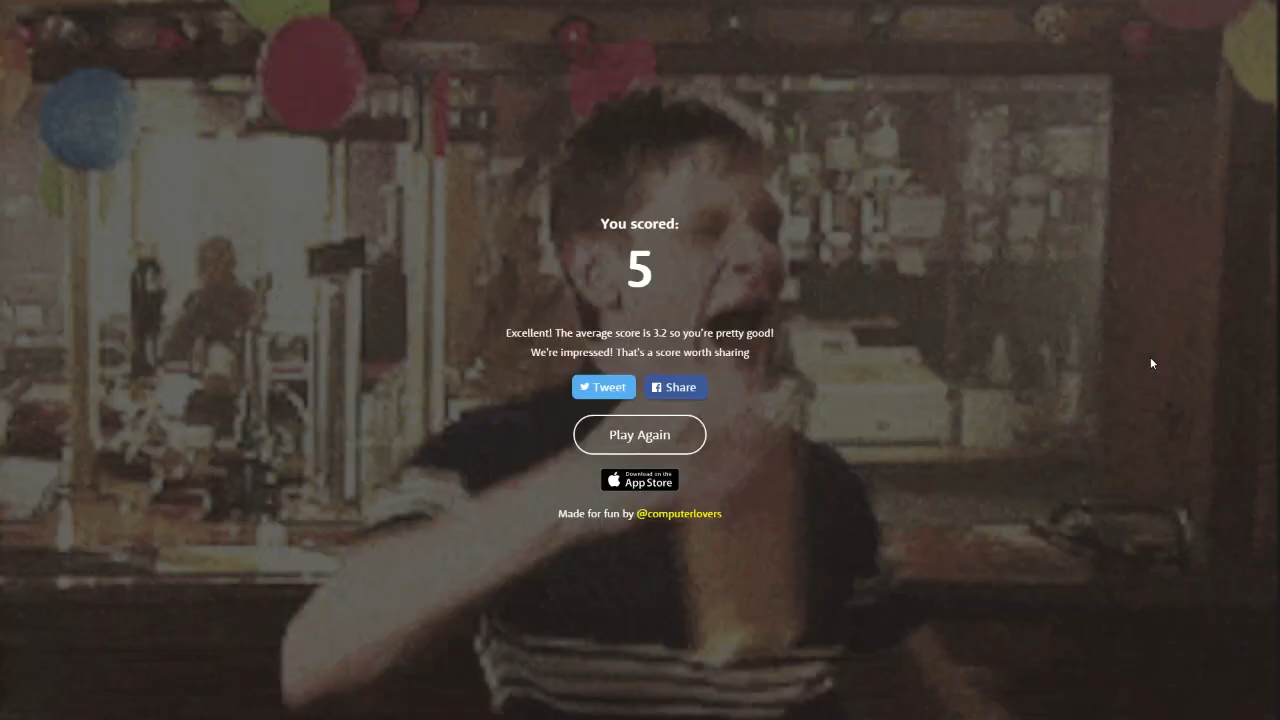 You scored:
5
Excellent! The average score is 3.2 so you're pretty good!
We're impressed! That's a score worth sharing
Tweet
Share
Play Again
Download on the
App Store
Made for fun by @computerlovers